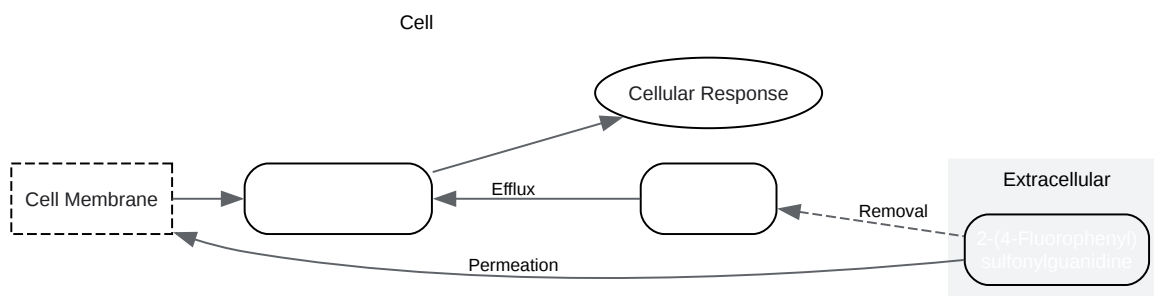 Cell
Cellular Response
Extracellular
Cell Membrane
Efflux
Removal
2-(4-Fluorophenyl)
sulfonylguanidine
Permeation